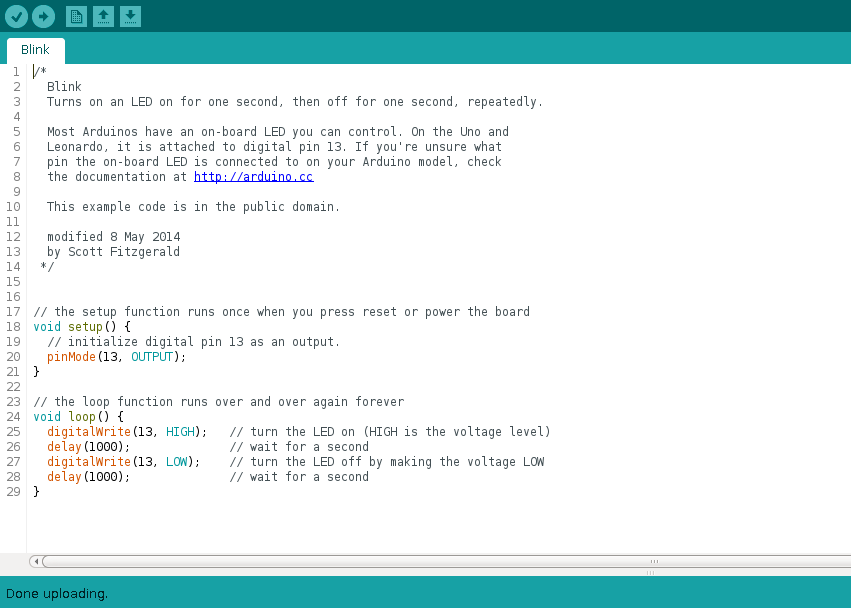 Blink
1 /*
2   Blink
3   Turns on an LED on for one second, then off for one second, repeatedly.
4
5   Most Arduinos have an on-board LED you can control. On the Uno and
6   Leonardo, it is attached to digital pin 13. If you're unsure what
7   pin the on-board LED is connected to on your Arduino model, check
8   the documentation at http://arduino.cc
9
10   This example code is in the public domain.
11
12   modified 8 May 2014
13   by Scott Fitzgerald
14  */
15
16
17 // the setup function runs once when you press reset or power the board
18 void setup() {
19   // initialize digital pin 13 as an output.
20   pinMode(13, OUTPUT);
21 }
22
23 // the loop function runs over and over again forever
24 void loop() {
25   digitalWrite(13, HIGH);   // turn the LED on (HIGH is the voltage level)
26   delay(1000);              // wait for a second
27   digitalWrite(13, LOW);    // turn the LED off by making the voltage LOW
28   delay(1000);              // wait for a second
29 }
Done uploading.